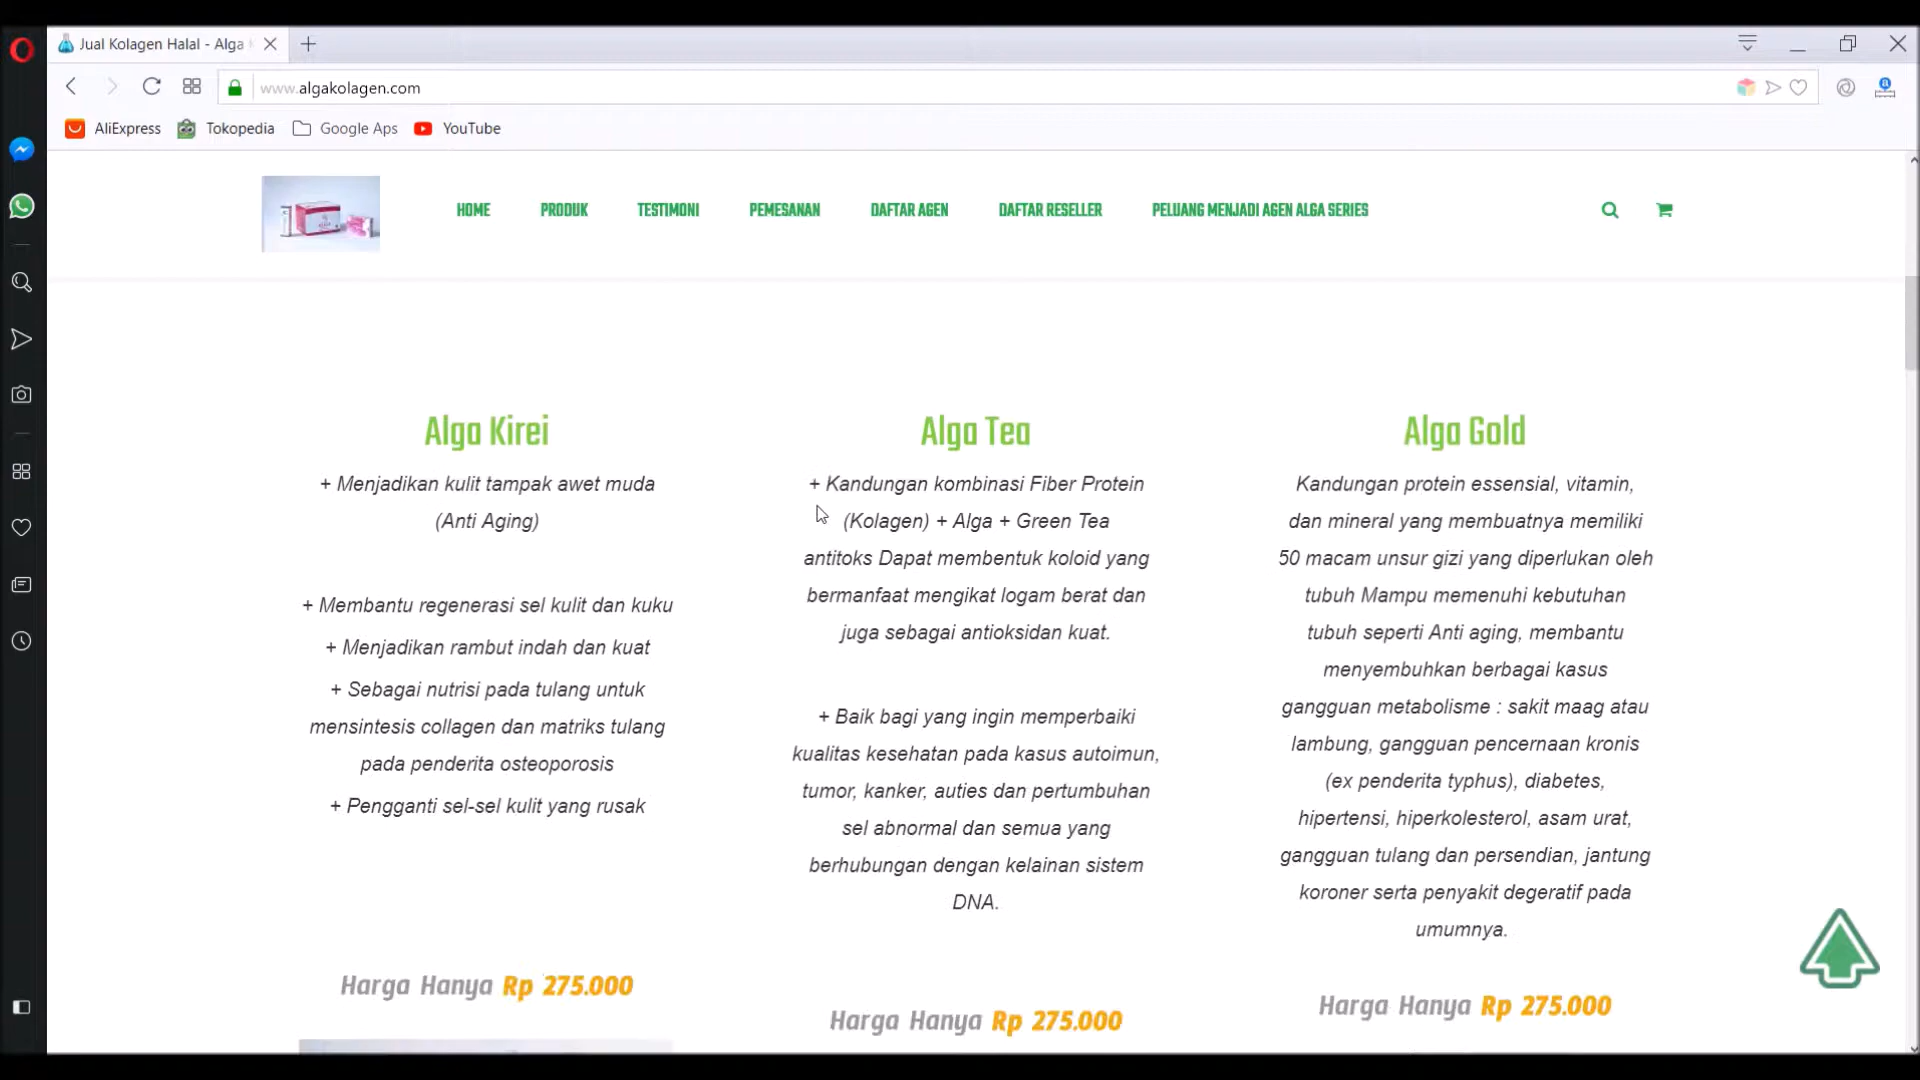 Jual Kolagen Halal - Alga
www.algakolagen.com
AliExpress Tokopedia Google Aps YouTube
HOME PRODUK TESTIMONI PEMESANAN DAFTAR AGEN DAFTAR RESELLER PELUANG MENJADI AGEN ALGA SERIES
Alga Kirei
+ Menjadikan kulit tampak awet muda
(Anti Aging)
+ Membantu regenerasi sel kulit dan kuku
+ Menjadikan rambut indah dan kuat
+ Sebagai nutrisi pada tulang untuk
mensintesis collagen dan matriks tulang
pada penderita osteoporosis
+ Pengganti sel-sel kulit yang rusak
Harga Hanya Rp 275.000
Alga Tea
+ Kandungan kombinasi Fiber Protein
(Kolagen) + Alga + Green Tea
antitoks Dapat membentuk koloid yang
bermanfaat mengikat logam berat dan
juga sebagai antioksidan kuat.
+ Baik bagi yang ingin memperbaiki
kualitas kesehatan pada kasus autoimun,
tumor, kanker, auties dan pertumbuhan
sel abnormal dan semua yang
berhubungan dengan kelainan sistem
DNA.
Harga Hanya Rp 275.000
Alga Gold
Kandungan protein essensial, vitamin,
dan mineral yang membuatnya memiliki
50 macam unsur gizi yang diperlukan oleh
tubuh Mampu memenuhi kebutuhan
tubuh seperti Anti aging, membantu
menyembuhkan berbagai kasus
gangguan metabolisme : sakit maag atau
lambung, gangguan pencernaan kronis
(ex penderita typhus), diabetes,
hipertensi, hiperkolesterol, asam urat,
gangguan tulang dan persendian, jantung
koroner serta penyakit degeratif pada
umumnya.
Harga Hanya Rp 275.000